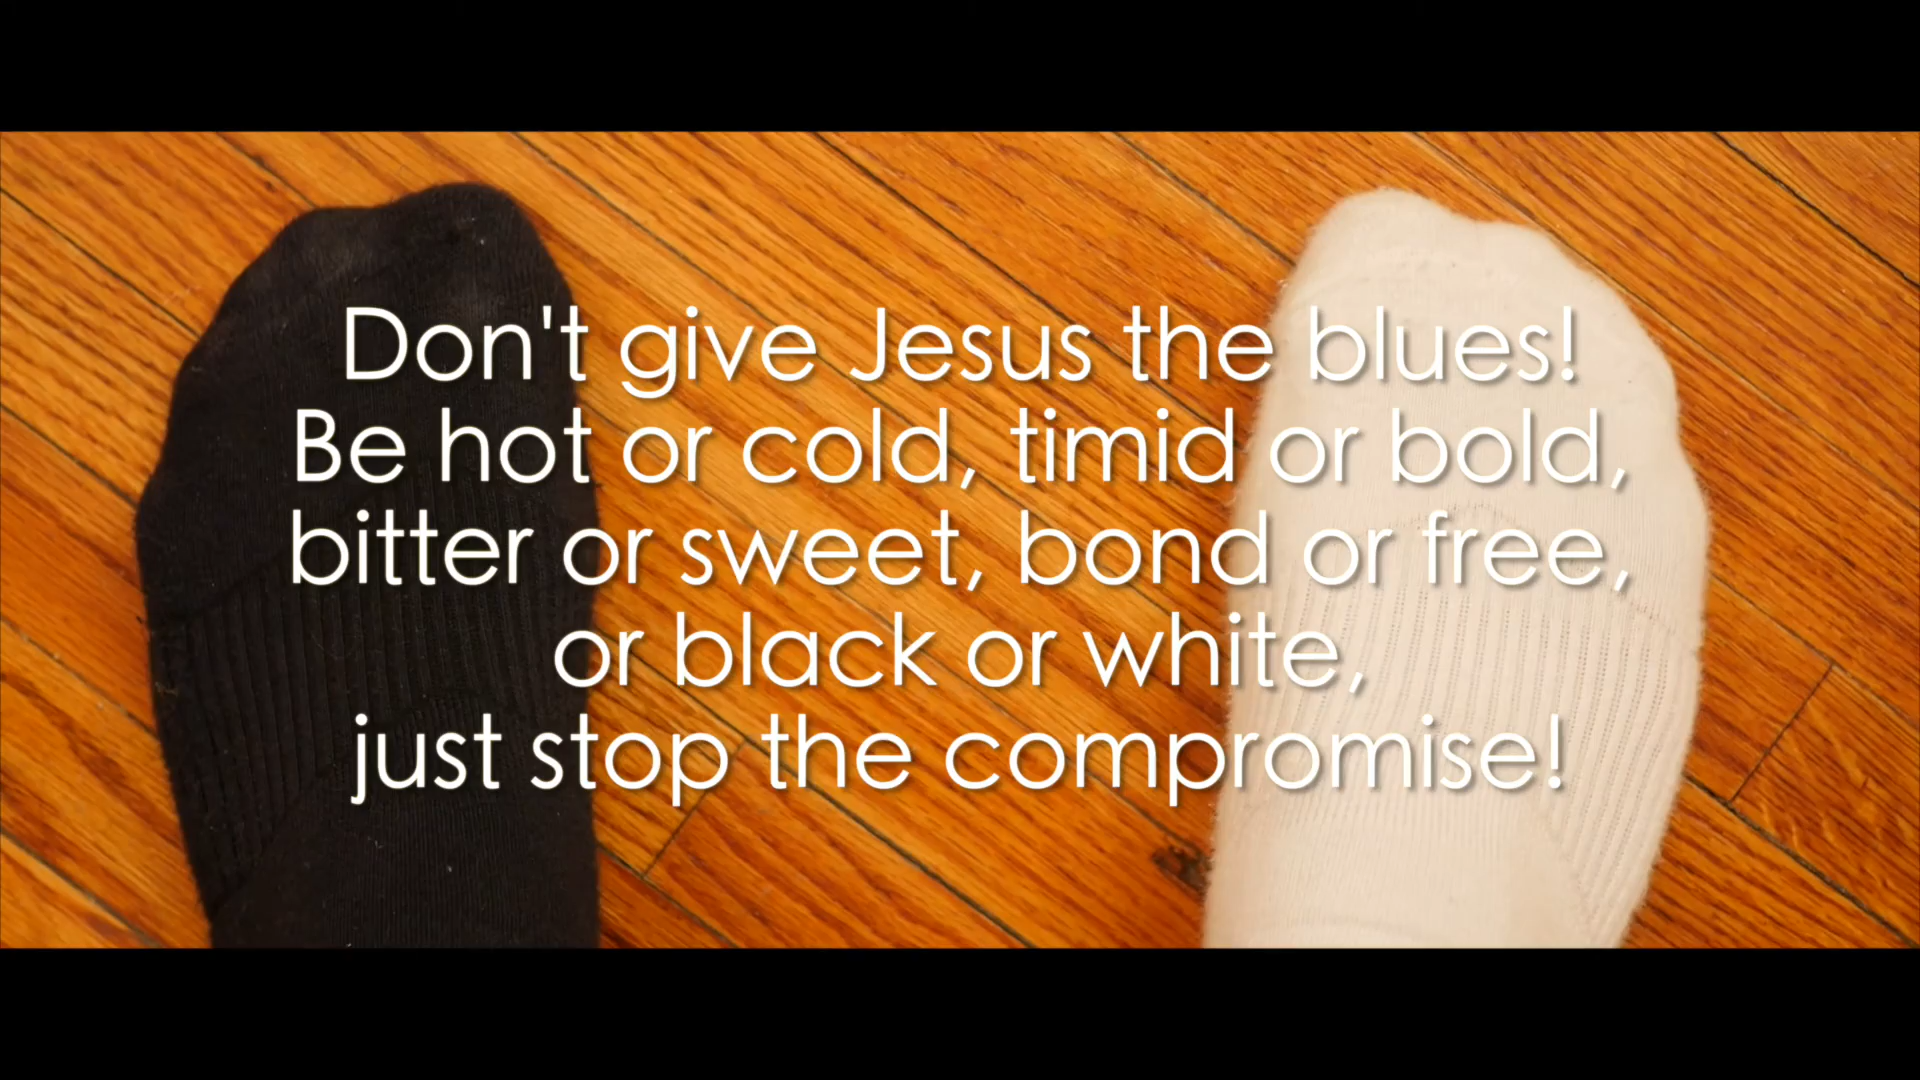 Don't give Jesus the blues!
Be hot or cold, timid or bold,
bitter or sweet, bond or free,
or black or white,
just stop the compromise!